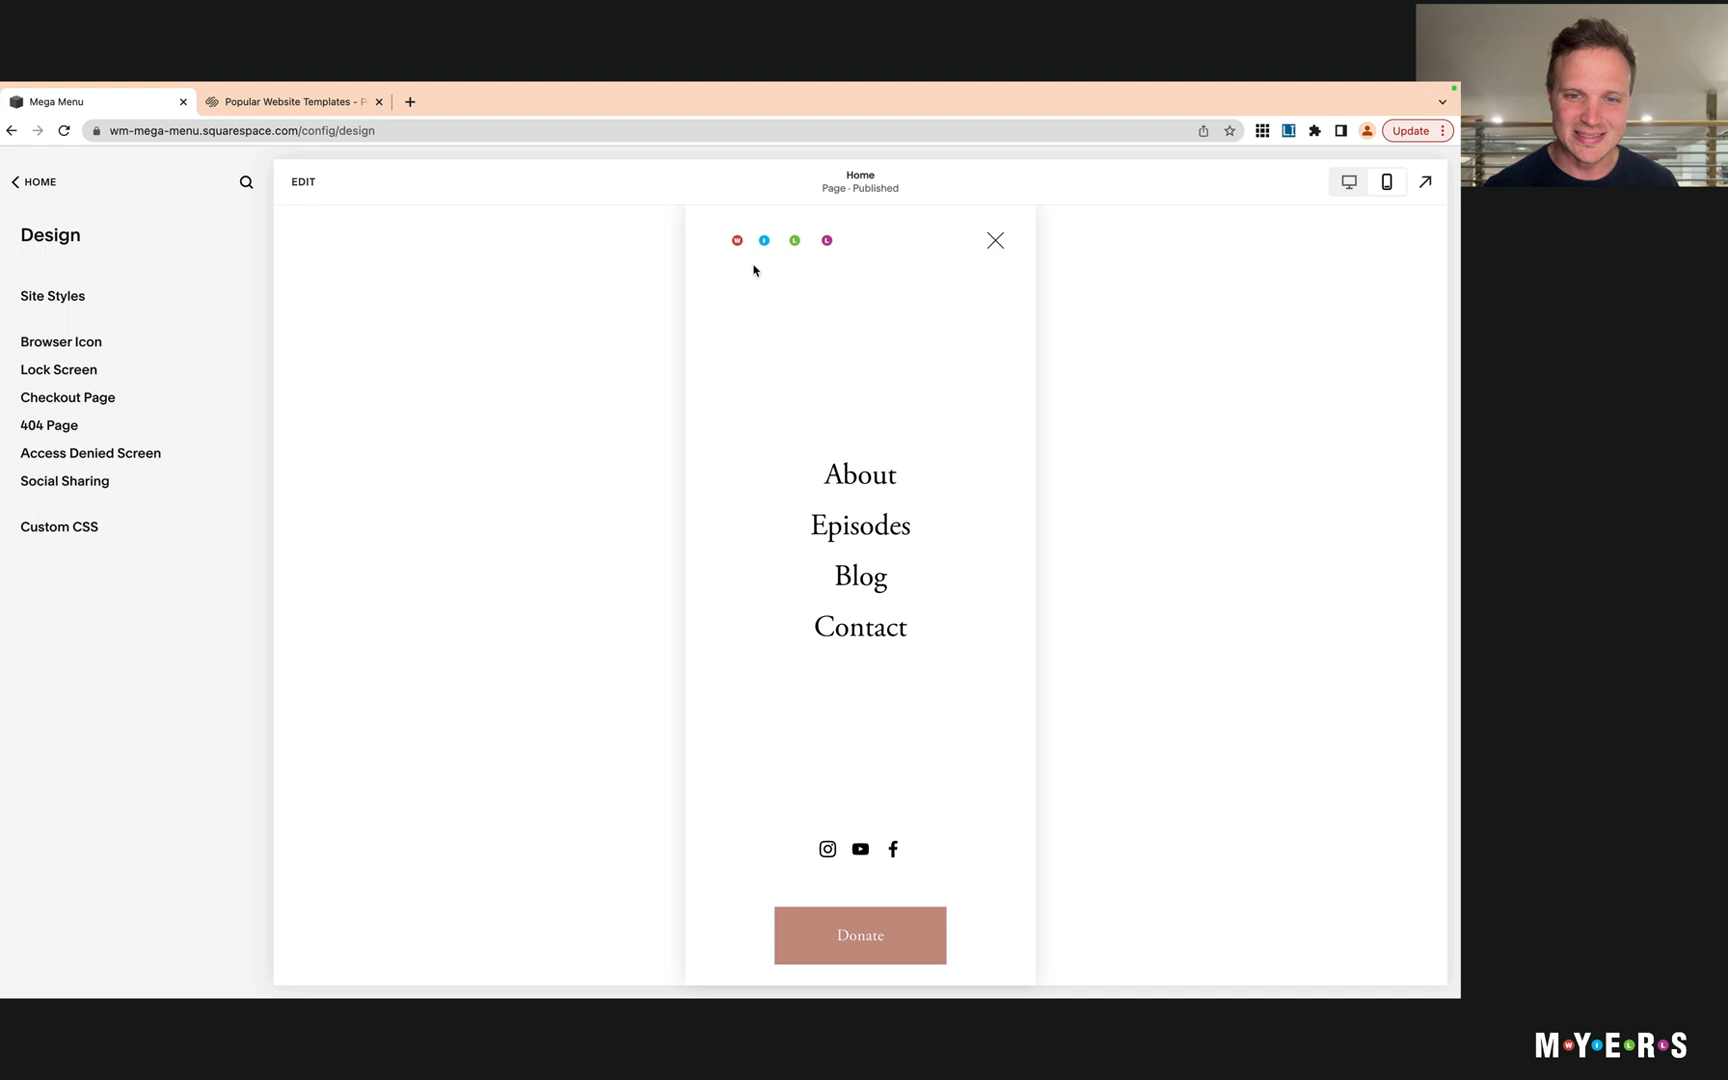 Mega Menu
Popular Website Templates - P
wm-mega-menu.squarespace.com/config/design
LI
Update
HOME
EDIT
Home
Page · Published
Design
W I L L
Site Styles
Browser Icon
Lock Screen
Checkout Page
404 Page
Access Denied Screen
Social Sharing
Custom CSS
About
Episodes
Blog
Contact
Donate
MWYIELRLS